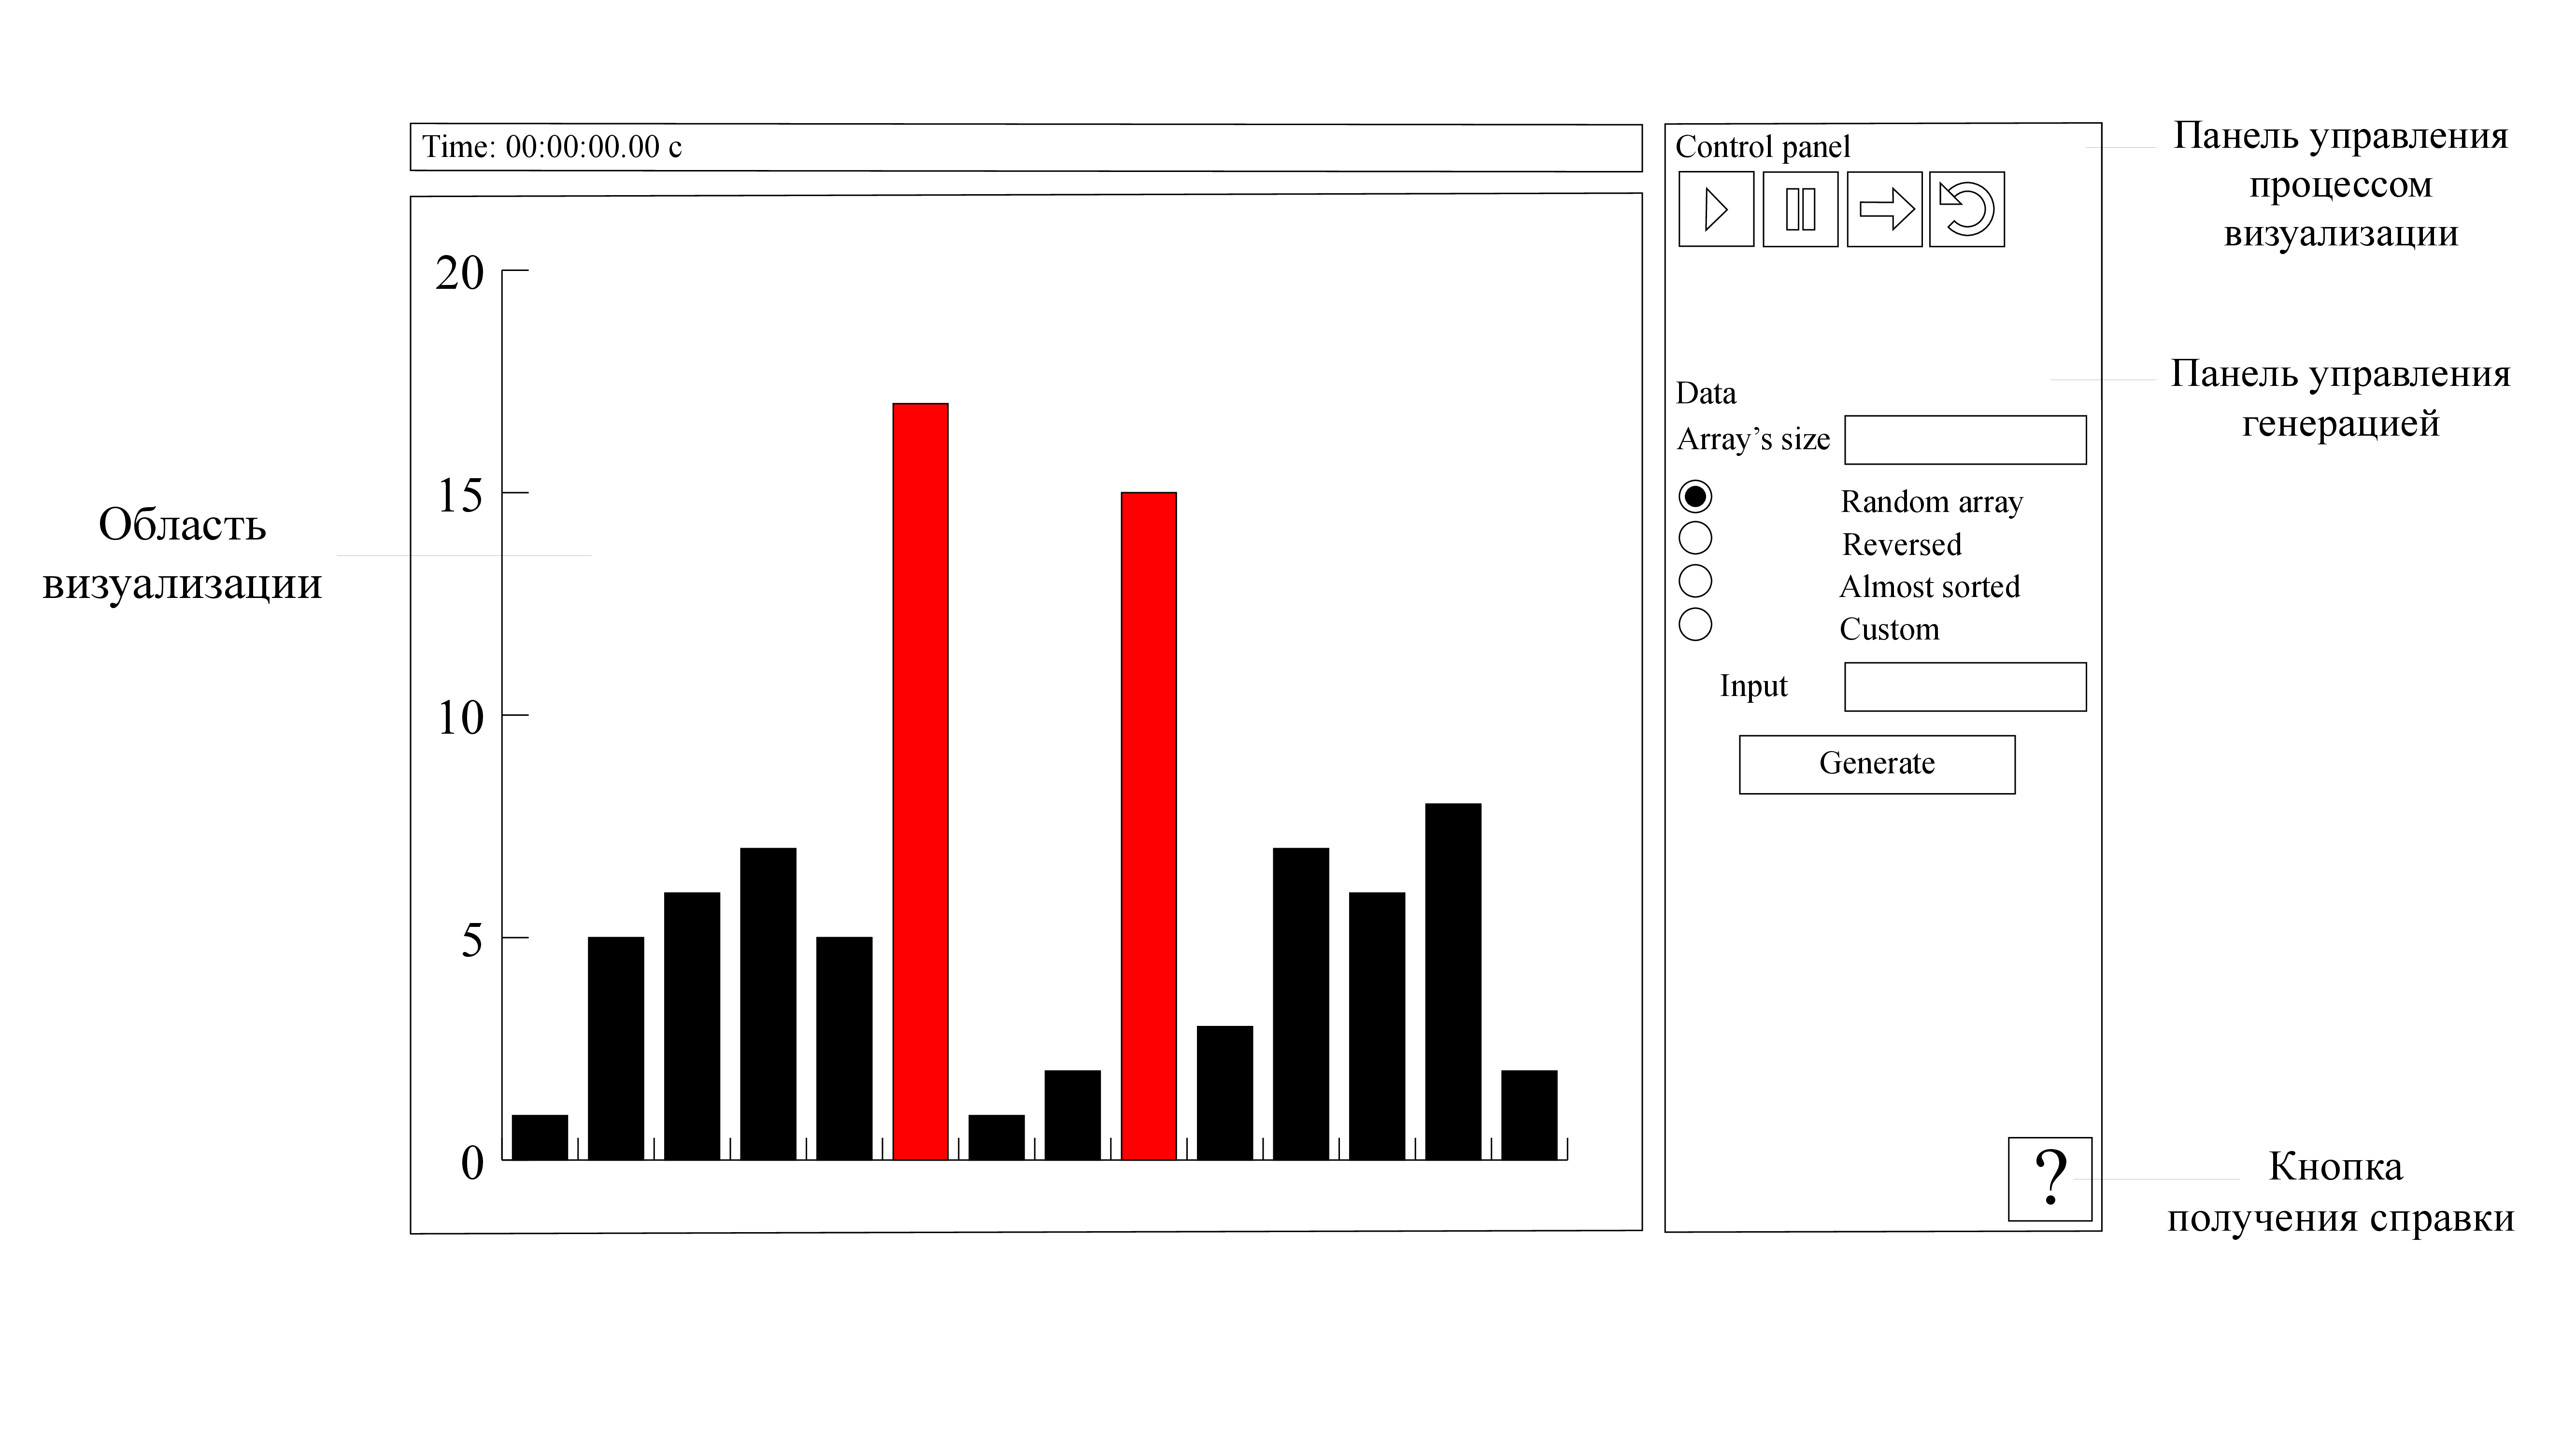 Time: 00:00:00.00 c
20
15
10
5
0
Область
визуализации
Control panel
Data
Array’s size
Random array
Reversed
Almost sorted
Custom
Input
Generate
?
Панель управления
процессом
визуализации
Панель управления
генерацией
Кнопка
получения справки